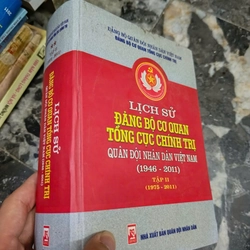 ĐẢNG BỘ QUÂN ĐỘI NHÂN DÂN VIỆT NAM
ĐẢNG BỘ CƠ QUAN TỔNG CỤC CHÍNH TRỊ
LỊCH SỬ
ĐẢNG BỘ CƠ QUAN
TỔNG CỤC CHÍNH TRỊ
QUÂN ĐỘI NHÂN DÂN VIỆT NAM
(1946 - 2011)
TẬP II
(1975 - 2011)
NHÀ XUẤT BẢN QUÂN ĐỘI NHÂN DÂN
LỊCH SỬ
ĐẢNG BỘ CƠ QUAN TỔNG CỤC CHÍNH TRỊ